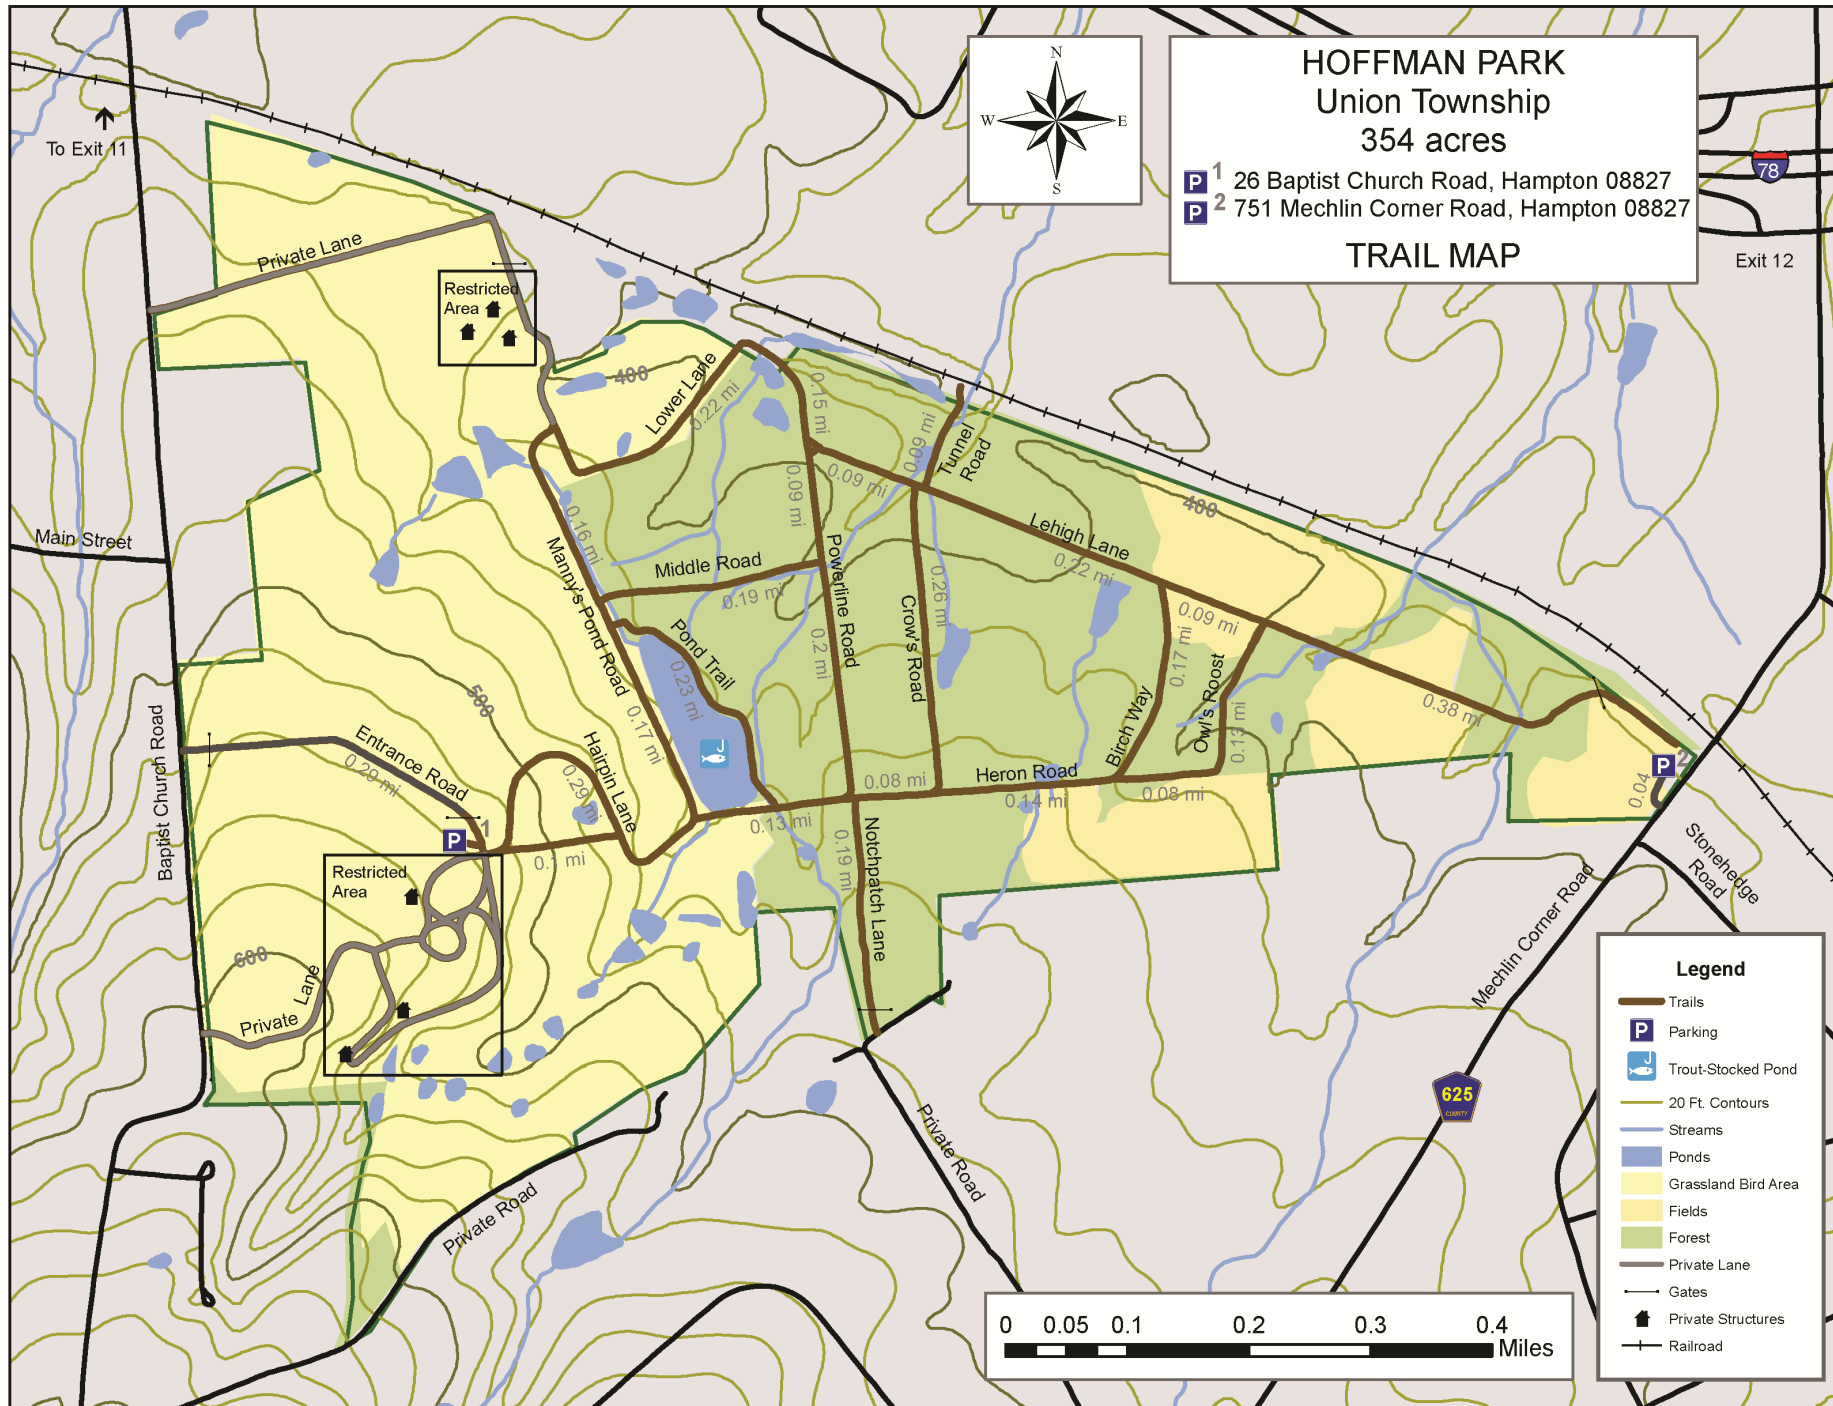 HOFFMAN PARK
Union Township
354 acres
P 1 26 Baptist Church Road, Hampton 08827
P 2 751 Mechlin Corner Road, Hampton 08827
TRAIL MAP
N
W
E
S
78
Exit 12
To Exit 11
Private Lane
Restricted
Area
400
Lower Lane
0.22 mi
0.15 mi
0.09 mi
Tunnel
Road
0.09 mi
0.09 mi
400
Main Street
0.16 mi
Manny's Pond Road
Middle Road
0.19 mi
Powerline Road
0.2 mi
Crow's Road
0.26 mi
Lehigh Lane
0.22 mi
0.09 mi
0.17 mi
Birch Way
Owl's Roost
0.13 mi
0.38 mi
Pond Trail
0.23 mi
0.17 mi
500
Baptist Church Road
Entrance Road
0.29 mi
Hairpin Lane
0.29 mi
P 1
0.1 mi
0.13 mi
0.08 mi
Heron Road
0.14 mi
0.08 mi
P 2
0.04
Stonehedge
Road
Mechlin Corner Road
0.19 mi
Notchpatch Lane
Restricted
Area
600
Private Lane
Private Road
Private Road
625
COUNTY
Legend
Trails
P Parking
Trout-Stocked Pond
20 Ft. Contours
Streams
Ponds
Grassland Bird Area
Fields
Forest
Private Lane
Gates
Private Structures
Railroad
0 0.05 0.1 0.2 0.3 0.4
Miles